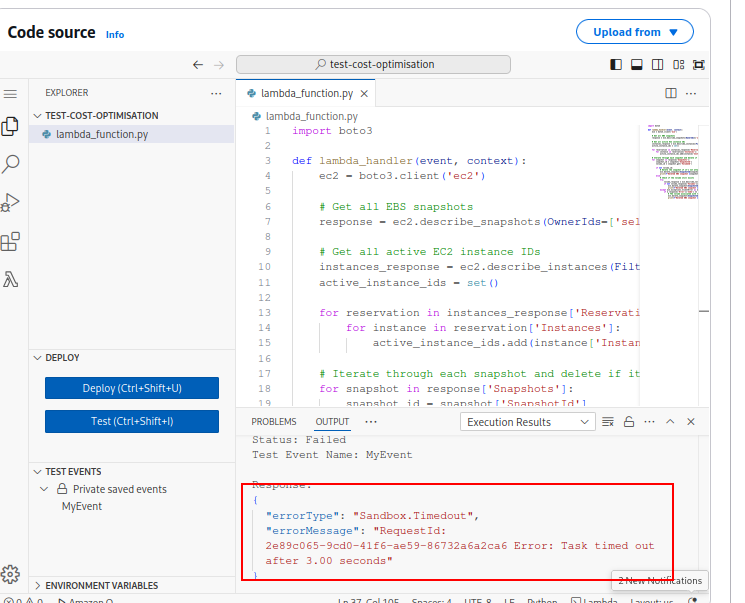 Code source Info
Upload from ▼
← → test-cost-optimisation
EXPLORER ···
TEST-COST-OPTIMISATION
lambda_function.py
DEPLOY
Deploy (Ctrl+Shift+U)
Test (Ctrl+Shift+I)
TEST EVENTS
Private saved events
MyEvent
ENVIRONMENT VARIABLES
lambda_function.py ×
lambda_function.py
1 import boto3
2
3 def lambda_handler(event, context):
4 ec2 = boto3.client('ec2')
5
6 # Get all EBS snapshots
7 response = ec2.describe_snapshots(OwnerIds=['sel
8
9 # Get all active EC2 instance IDs
10 instances_response = ec2.describe_instances(Filt
11 active_instance_ids = set()
12
13 for reservation in instances_response['Reservati
14 for instance in reservation['Instances']:
15 active_instance_ids.add(instance['Instan
16
17 # Iterate through each snapshot and delete if it
18 for snapshot in response['Snapshots']:
19 snapshot_id = snapshot['SnapshotId']
PROBLEMS OUTPUT ··· Execution Results
Status: Failed
Test Event Name: MyEvent
Response:
{
"errorType": "Sandbox.Timedout",
"errorMessage": "RequestId:
2e89c065-9cd0-41f6-ae59-86732a6a2ca6 Error: Task timed out
after 3.00 seconds"
}
2 New Notifications
0 0 Amazon Q Ln 37, Col 105 Spaces: 4 UTF-8 LF Python Lambda Layout: us